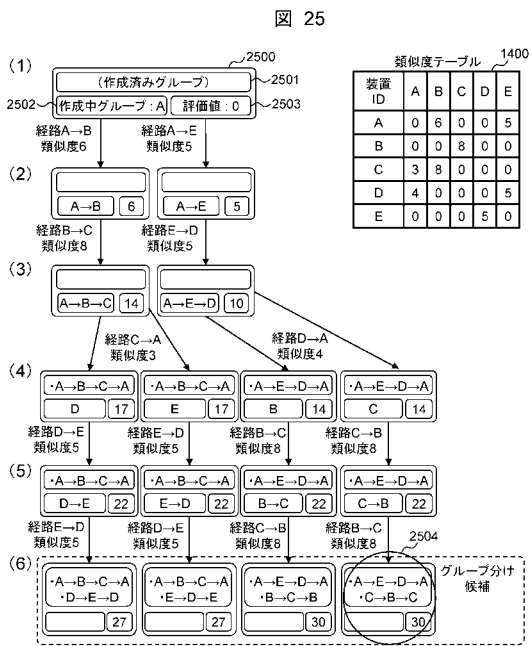 図 25
(1)
2500
(作成済みグループ)
2501
2502
作成中グループ：A
評価値：0
2503
経路A→B
類似度6
経路A→E
類似度5
類似度テーブル
1400
装置ID A B C D E
A 0 6 0 0 5
B 0 0 8 0 0
C 3 8 0 0 0
D 4 0 0 0 5
E 0 0 0 5 0
(2)
A→B 6
A→E 5
経路B→C
類似度8
経路E→D
類似度5
(3)
A→B→C 14
A→E→D 10
経路C→A
類似度3
経路D→A
類似度4
(4)
・A→B→C→A ・A→B→C→A ・A→E→D→A ・A→E→D→A
D 17 E 17 B 14 C 14
経路D→E 経路E→D 経路B→C 経路C→B
類似度5 類似度5 類似度8 類似度8
(5)
・A→B→C→A ・A→B→C→A ・A→E→D→A ・A→E→D→A
D→E 22 E→D 22 B→C 22 C→B 22
経路E→D 経路D→E 経路C→B 経路B→C
類似度5 類似度5 類似度8 類似度8
2504
(6)
グループ分け
候補
・A→B→C→A ・A→B→C→A ・A→E→D→A ・A→E→D→A
・D→E→D ・E→D→E ・B→C→B ・C→B→C
27 27 30 30